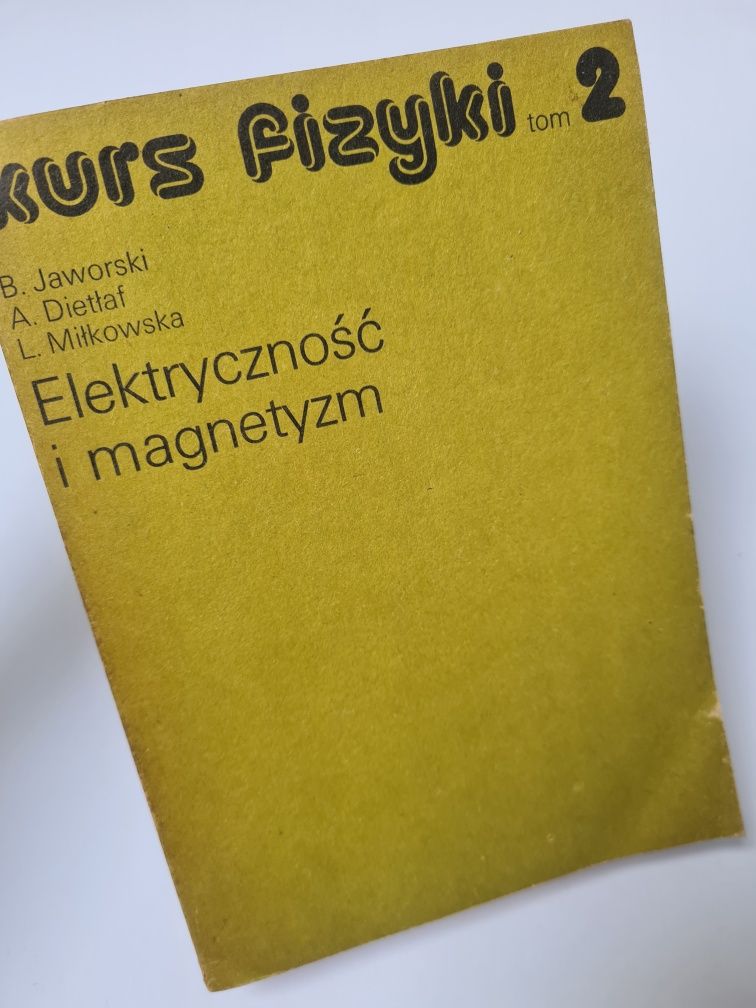 kurs fizyki tom 2
B. Jaworski
A. Dietłaf
L. Miłkowska
Elektryczność
i magnetyzm